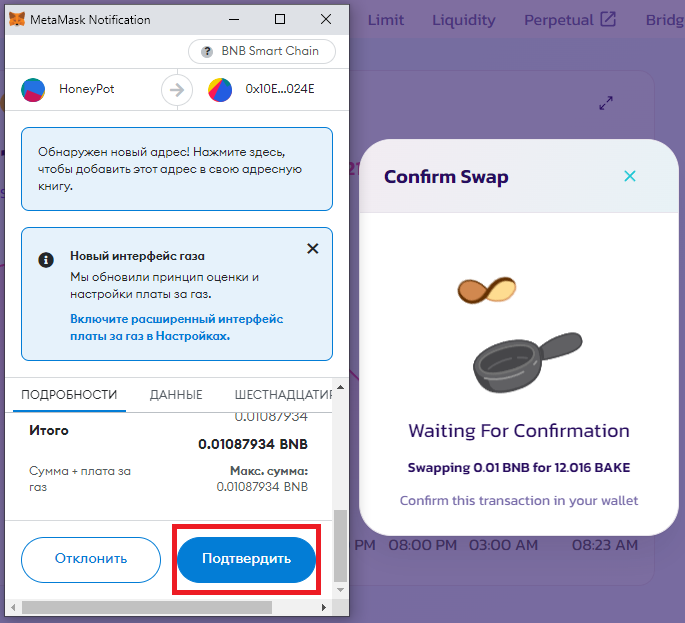 MetaMask Notification
BNB Smart Chain
HoneyPot
0x10E...024E
Обнаружен новый адрес! Нажмите здесь,
чтобы добавить этот адрес в свою адресную
книгу.
Новый интерфейс газа
Мы обновили принцип оценки и
настройки платы за газ.
Включите расширенный интерфейс
платы за газ в Настройках.
ПОДРОБНОСТИ ДАННЫЕ ШЕСТНАДЦАТИР
0.01087934
Итого
0.01087934 BNB
Сумма + плата за
газ
Макс. сумма:
0.01087934 BNB
Отклонить
Подтвердить
Limit Liquidity Perpetual Bridg
21
Confirm Swap
Waiting For Confirmation
Swapping 0.01 BNB for 12.016 BAKE
Confirm this transaction in your wallet
PM 08:00 PM 03:00 AM 08:23 AM